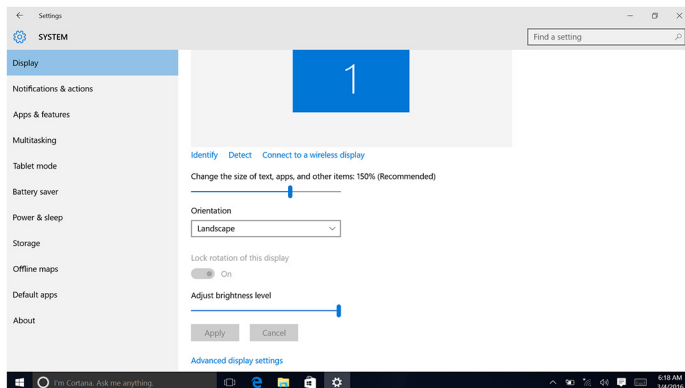 Settings
SYSTEM
Find a setting
Display
Notifications & actions
Apps & features
Multitasking
Tablet mode
Battery saver
Power & sleep
Storage
Offline maps
Default apps
About
1
Identify Detect Connect to a wireless display
Change the size of text, apps, and other items: 150% (Recommended)
Orientation
Landscape
Lock rotation of this display
On
Adjust brightness level
Apply Cancel
Advanced display settings
I'm Cortana. Ask me anything.
6:18 AM
3/4/2016